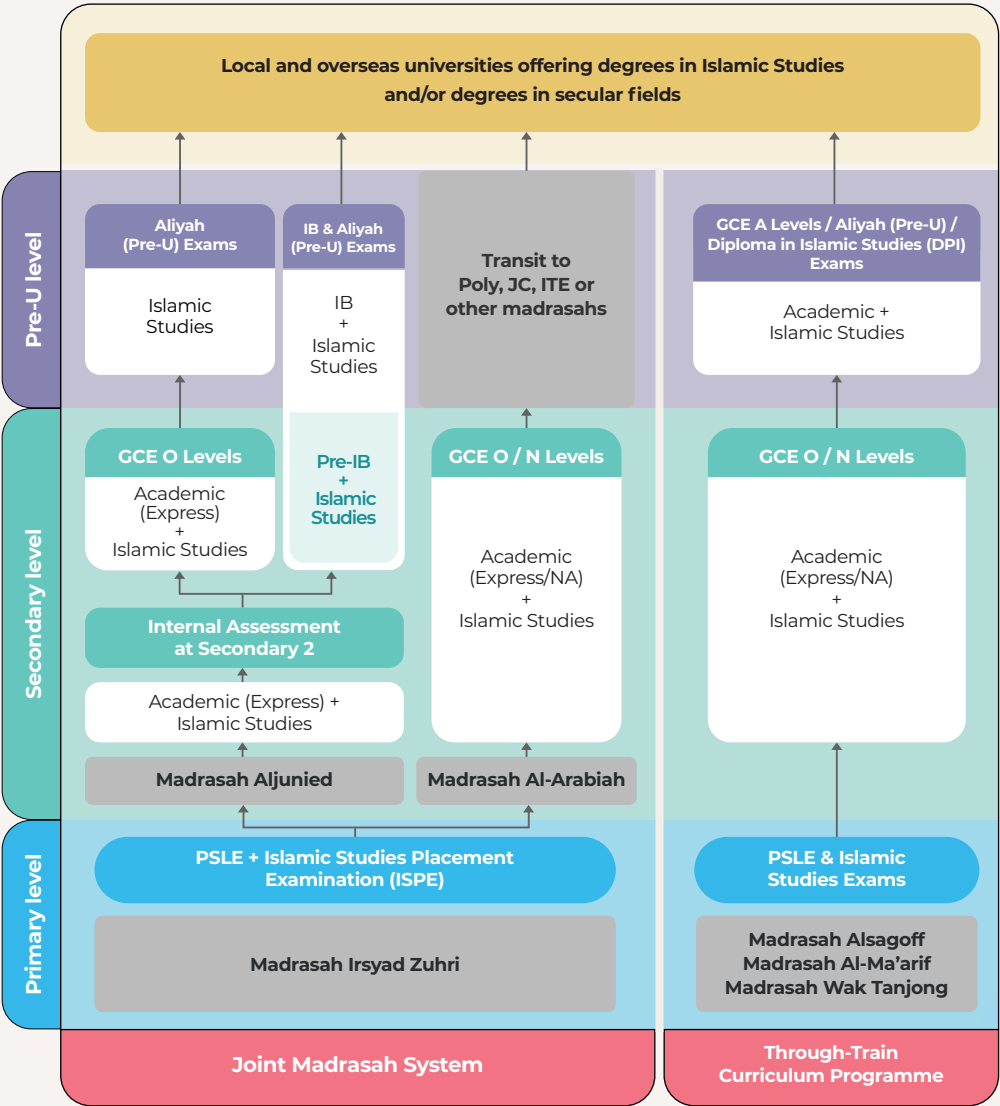 Local and overseas universities offering degrees in Islamic Studies
and/or degrees in secular fields
Pre-U level
Aliyah
(Pre-U) Exams
Islamic
Studies
IB & Aliyah
(Pre-U) Exams
IB
+
Islamic
Studies
Transit to
Poly, JC, ITE or
other madrasahs
GCE A Levels / Aliyah (Pre-U) /
Diploma in Islamic Studies (DPI)
Exams
Academic +
Islamic Studies
Secondary level
GCE O Levels
Academic
(Express)
+
Islamic Studies
Pre-IB
+
Islamic
Studies
GCE O / N Levels
Academic
(Express/NA)
+
Islamic Studies
GCE O / N Levels
Academic
(Express/NA)
+
Islamic Studies
Internal Assessment
at Secondary 2
Academic (Express) +
Islamic Studies
Madrasah Aljunied
Madrasah Al-Arabiah
Primary level
PSLE + Islamic Studies Placement
Examination (ISPE)
PSLE & Islamic
Studies Exams
Madrasah Irsyad Zuhri
Madrasah Alsagoff
Madrasah Al-Ma’arif
Madrasah Wak Tanjong
Joint Madrasah System
Through-Train
Curriculum Programme